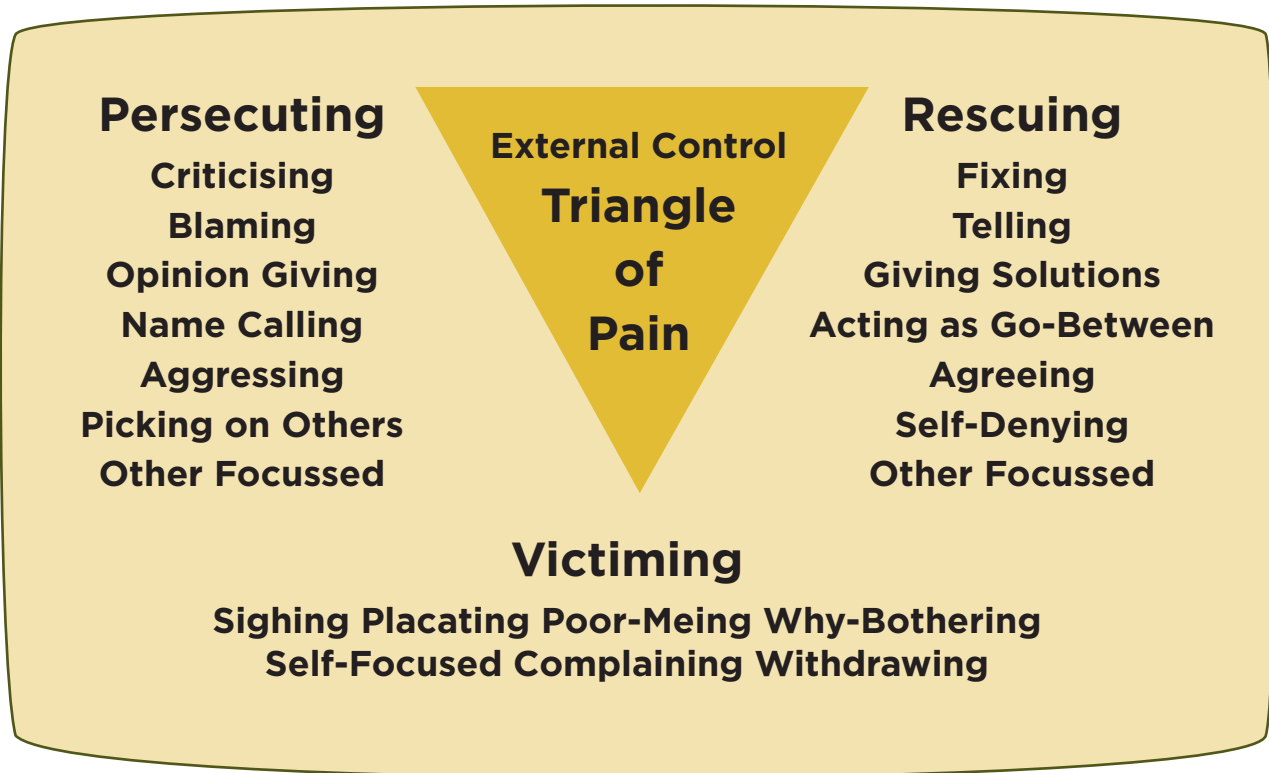 Persecuting
Criticising
Blaming
Opinion Giving
Name Calling
Aggressing
Picking on Others
Other Focussed
External Control
Triangle
of
Pain
Rescuing
Fixing
Telling
Giving Solutions
Acting as Go-Between
Agreeing
Self-Denying
Other Focussed
Victiming
Sighing Placating Poor-Meing Why-Bothering
Self-Focused Complaining Withdrawing